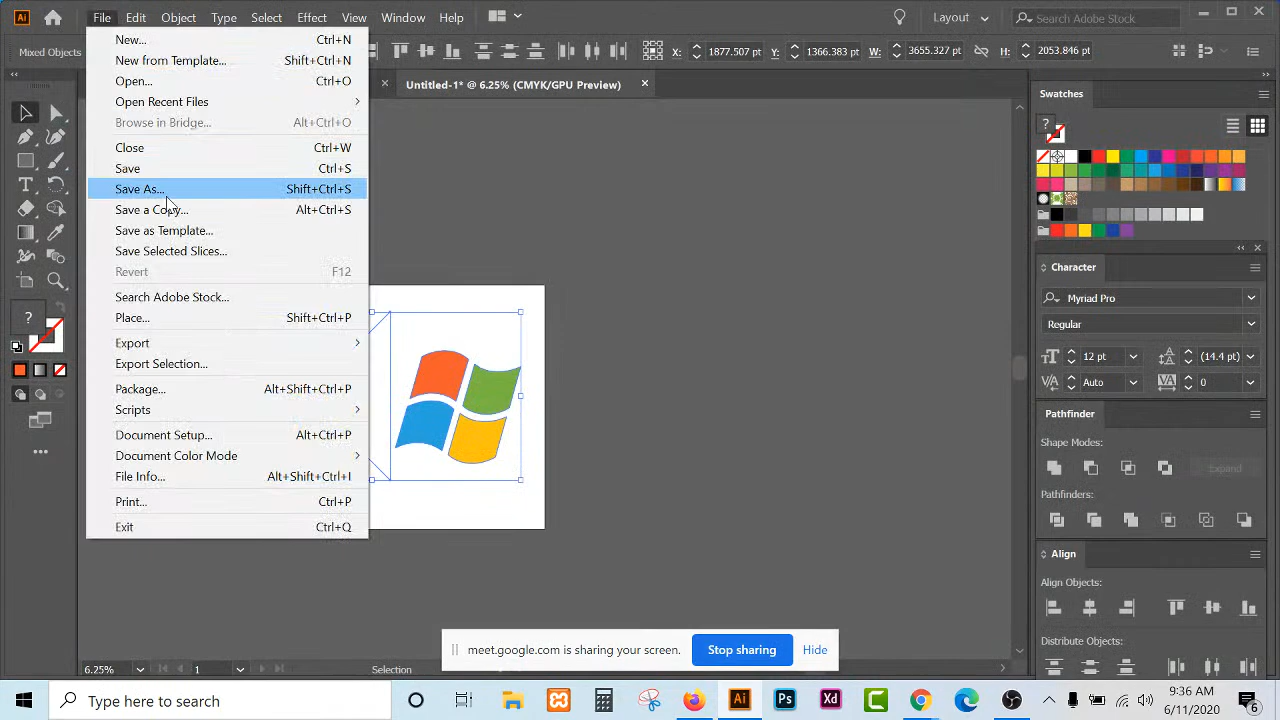 Ai File Edit Object Type Select Effect View Window Help Layout Search Adobe Stock
Mixed Objects X: 1877.507 pt Y: 1366.383 pt W: 3655.327 pt H: 2053.846 pt
Untitled-1* @ 6.25% (CMYK/GPU Preview)
New... Ctrl+N
New from Template... Shift+Ctrl+N
Open... Ctrl+O
Open Recent Files
Browse in Bridge... Alt+Ctrl+O
Close Ctrl+W
Save Ctrl+S
Save As... Shift+Ctrl+S
Save a Copy... Alt+Ctrl+S
Save as Template...
Save Selected Slices...
Revert F12
Search Adobe Stock...
Place... Shift+Ctrl+P
Export
Export Selection...
Package... Alt+Shift+Ctrl+P
Scripts
Document Setup... Alt+Ctrl+P
Document Color Mode
File Info... Alt+Shift+Ctrl+I
Print... Ctrl+P
Exit Ctrl+Q
?
Swatches
?
Character
Myriad Pro
Regular
12 pt (14.4 pt)
Auto 0
Pathfinder
Shape Modes:
Expand
Pathfinders:
Align
Align Objects:
Distribute Objects:
meet.google.com is sharing your screen. Stop sharing Hide
6.25% 1 Selection
Type here to search Ai Ps Xd C
9:36 AM
6/11/2020
6